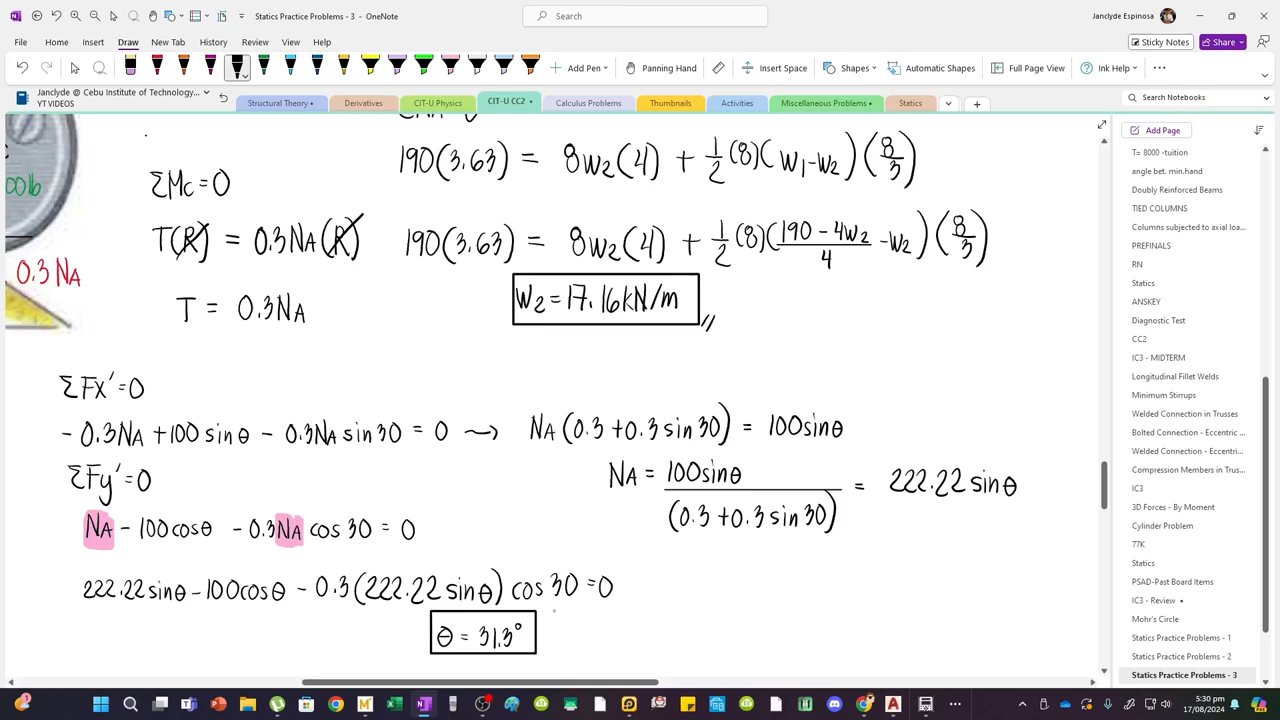 Statics Practice Problems - 3 - OneNote
Search
Janclyde Espinosa
File Home Insert Draw New Tab History Review View Help
Sticky Notes Share
Add Pen Panning Hand Insert Space Shapes Automatic Shapes Full Page View Ink Help
Janclyde @ Cebu Institute of Technology...
YT VIDEOS
Structural Theory Derivatives CIT-U Physics CIT-U CC2 Calculus Problems Thumbnails Activities Miscellaneous Problems Statics
Search Notebooks
Add Page
T= 8000 -tuition
angle bet. min.hand
Doubly Reinforced Beams
TIED COLUMNS
Columns subjected to axial loa...
PREFINALS
RN
Statics
ANSKEY
Diagnostic Test
CC2
IC3 - MIDTERM
Longitudinal Fillet Welds
Minimum Stirrups
Welded Connection in Trusses
Bolted Connection - Eccentric ...
Welded Connection - Eccentri...
Compression Members in Trus...
IC3
3D Forces - By Moment
Cylinder Problem
77K
Statics
PSAD-Past Board Items
IC3 - Review
Mohr's Circle
Statics Practice Problems - 1
Statics Practice Problems - 2
Statics Practice Problems - 3
190(3.63) = 8w2(4) + 1/2(8)(w1-w2)(8/3)
ΣMc=0
T(R) = 0.3NA(R)
190(3.63) = 8w2(4) + 1/2(8)((190-4w2)/4 -w2)(8/3)
00lb
0.3NA
T = 0.3NA
w2=17.16kN/m //
ΣFx'=0
-0.3NA+100sinθ - 0.3NA sin30 = 0 → NA(0.3+0.3sin30) = 100sinθ
ΣFy'=0
NA = 100sinθ/(0.3+0.3sin30) = 222.22sinθ
NA - 100cosθ - 0.3NA cos30 = 0
222.22sinθ-100cosθ - 0.3(222.22sinθ)cos30=0
θ = 31.3°
5:30 pm
17/08/2024